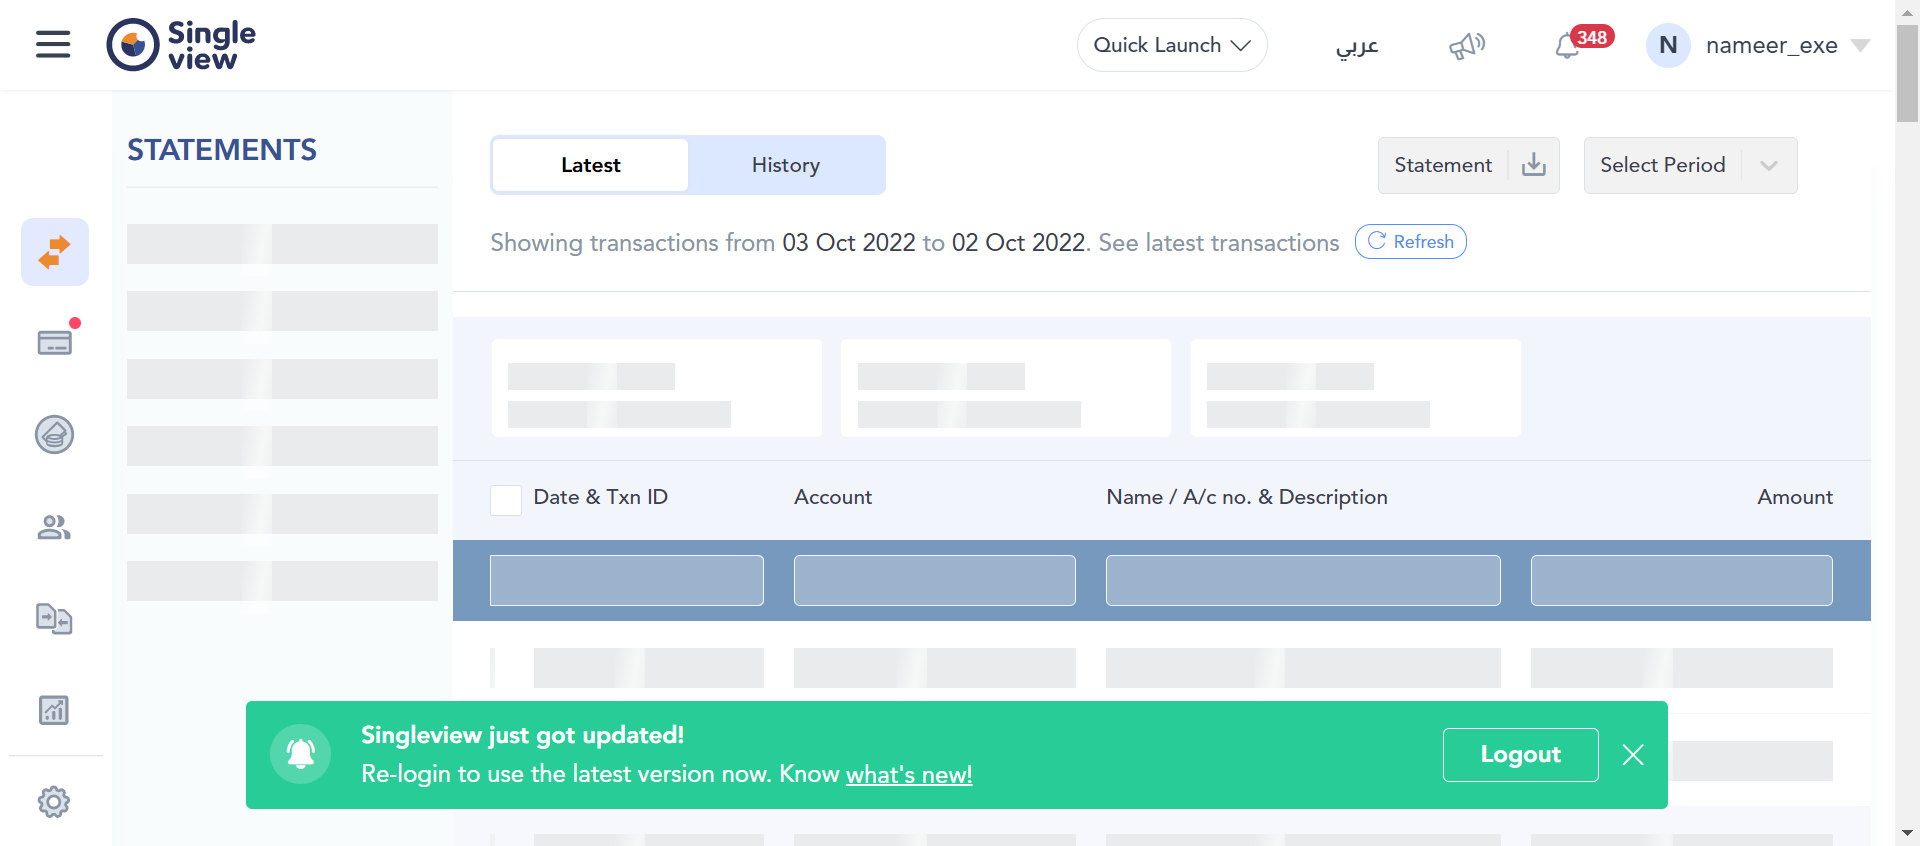 Single
view
Quick Launch
عربي
348
N
nameer_exe
STATEMENTS
Latest
History
Statement
Select Period
Showing transactions from 03 Oct 2022 to 02 Oct 2022. See latest transactions
Refresh
Date & Txn ID
Account
Name / A/c no. & Description
Amount
Singleview just got updated!
Re-login to use the latest version now. Know what's new!
Logout